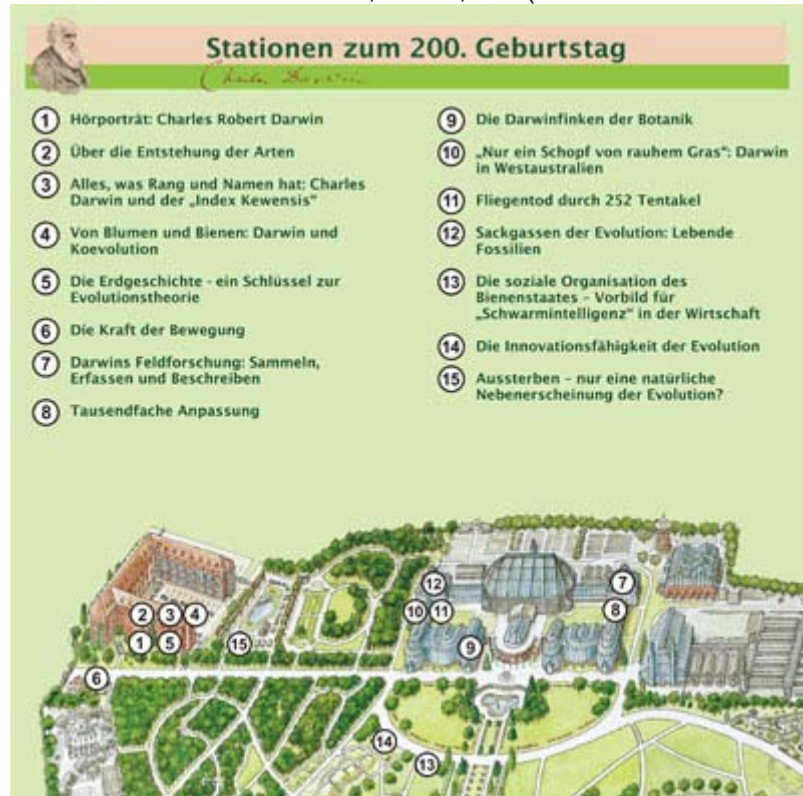 Stationen zum 200. Geburtstag
Charles Darwin
1 Hörporträt: Charles Robert Darwin
2 Über die Entstehung der Arten
3 Alles, was Rang und Namen hat: Charles
Darwin und der „Index Kewensis“
4 Von Blumen und Bienen: Darwin und
Koevolution
5 Die Erdgeschichte - ein Schlüssel zur
Evolutionstheorie
6 Die Kraft der Bewegung
7 Darwins Feldforschung: Sammeln,
Erfassen und Beschreiben
8 Tausendfache Anpassung
9 Die Darwinfinken der Botanik
10 „Nur ein Schopf von rauhem Gras“: Darwin
in Westaustralien
11 Fliegentod durch 252 Tentakel
12 Sackgassen der Evolution: Lebende
Fossilien
13 Die soziale Organisation des
Bienenstaates – Vorbild für
„Schwarmintelligenz“ in der Wirtschaft
14 Die Innovationsfähigkeit der Evolution
15 Aussterben – nur eine natürliche
Nebenerscheinung der Evolution?
12 7
10 11 8
2 3 4
1 5 15 9
6
14
13